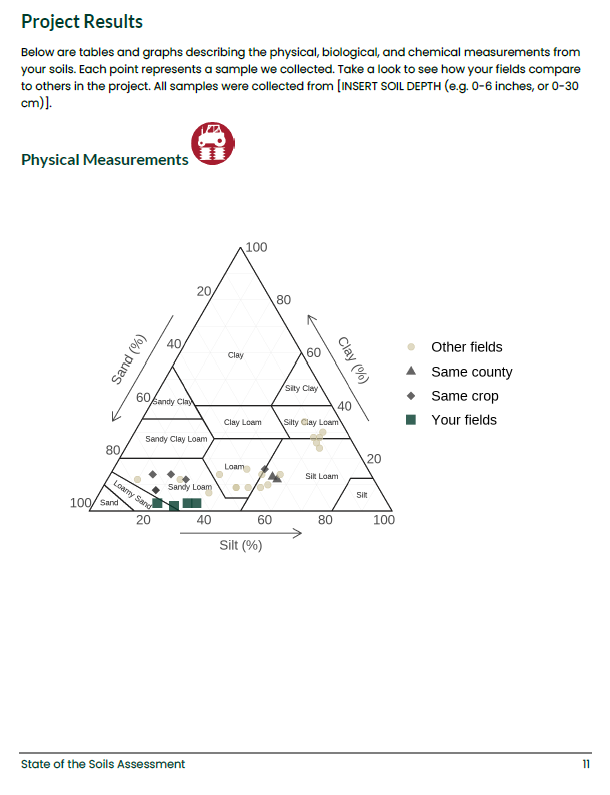 Project Results
Below are tables and graphs describing the physical, biological, and chemical measurements from
your soils. Each point represents a sample we collected. Take a look to see how your fields compare
to others in the project. All samples were collected from [INSERT SOIL DEPTH (e.g. 0-6 inches, or 0-30
cm)].
Physical Measurements
100
20
80
Sand (%)
Clay (%)
40
60
Clay
Silty Clay
60
Sandy Clay
40
Clay Loam
Silty Clay Loam
80
Sandy Clay Loam
20
Loam
Silt Loam
Sandy Loam
Loamy Sand
Silt
100
Sand
20
40
60
80
100
Silt (%)
Other fields
Same county
Same crop
Your fields
State of the Soils Assessment
11